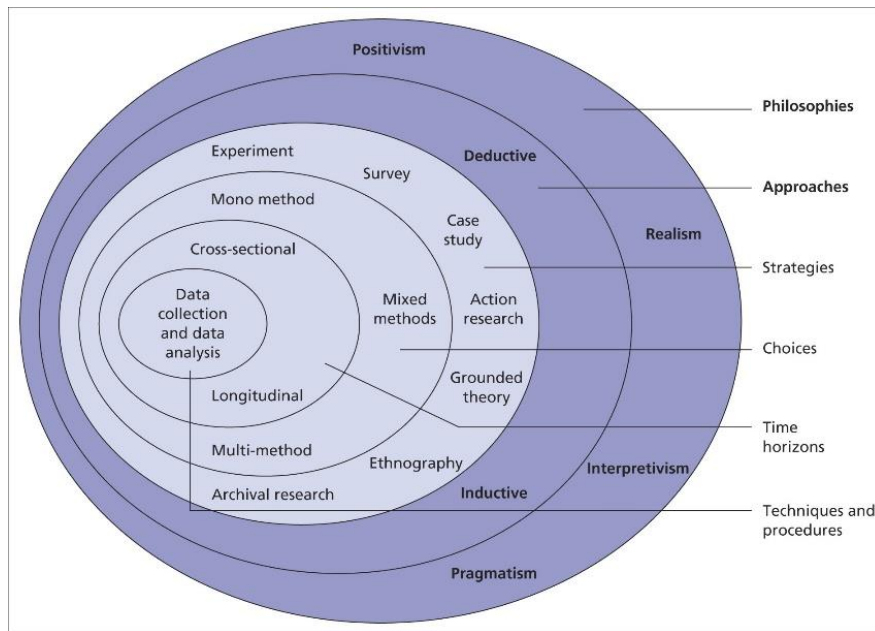 Positivism
Philosophies
Experiment
Deductive
Survey
Approaches
Mono method
Case
study
Realism
Cross-sectional
Strategies
Data
collection
and data
analysis
Mixed
methods
Action
research
Choices
Grounded
theory
Longitudinal
Time
horizons
Multi-method
Ethnography
Interpretivism
Archival research
Inductive
Techniques and
procedures
Pragmatism